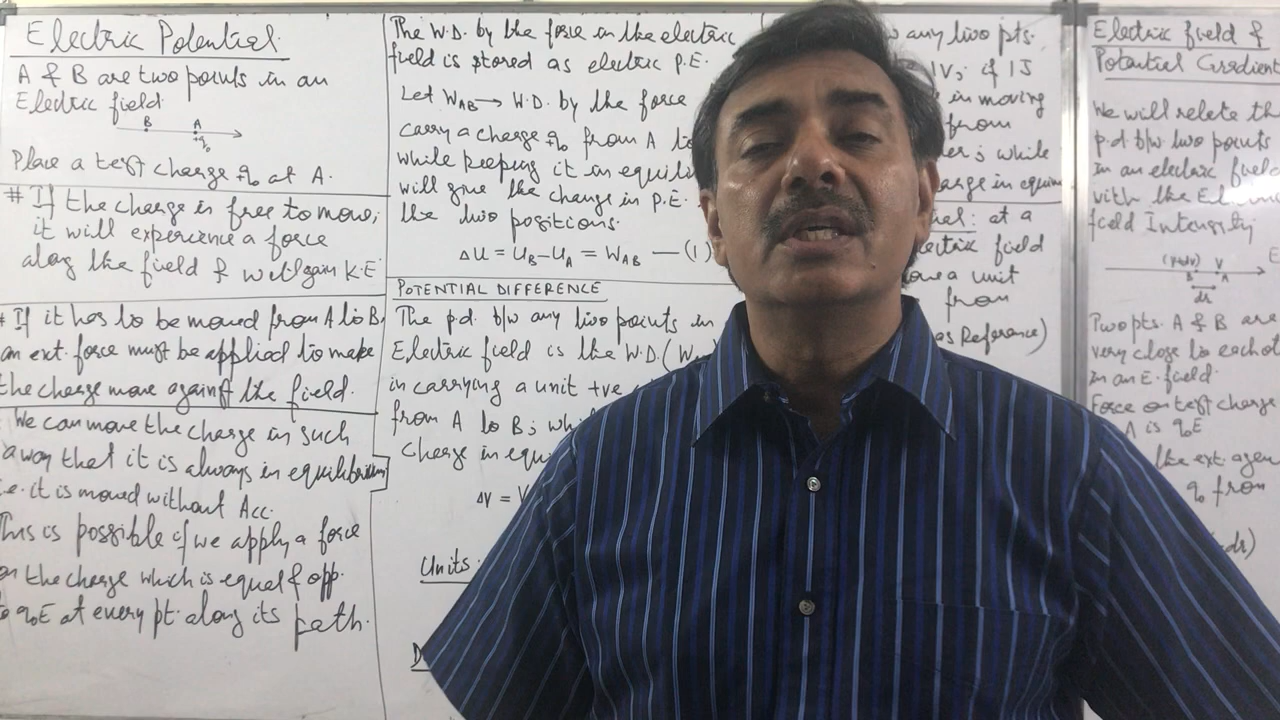 Electric Potential
A & B are two points in an
Electric field.
B A
+q₀
Place a test charge q₀ at A.
# If the charge is free to move;
it will experience a force
along the field & will gain K.E
# If it has to be moved from A to B,
an ext. force must be applied to make
the charge move against the field.
We can move the charge in such
a way that it is always in equilibrium
i.e. it is moved without Acc.
This is possible if we apply a force
on the charge which is equal & opp.
to q₀E at every pt. along its path.
The W.D. by the force in the electric
field is stored as electric P.E.
Let W_AB → W.D. by the force
carry a charge q₀ from A to
while keeping it in
will give the change in P.E.
the two positions.
ΔU = U_B - U_A = W_AB — (1)
POTENTIAL DIFFERENCE
The p.d. b/w any two points in
Electric field is the W.D.
in carrying a unit +ve
from A to B;
charge in
ΔV =
Units
any two pts.
1V; if 1J
in moving
from
while
charge in
at a
field
a unit
from
as Reference)
Electric field &
Potential Gradient
We will relate the
p.d. b/w two points
in an electric field
with the
field Intensity
(V+dV) V
B A
dr
E
Two pts. A & B are
very close to each
in an E. field.
Force on test charge
A is q₀E
the ext. agen
q₀ from
dr)